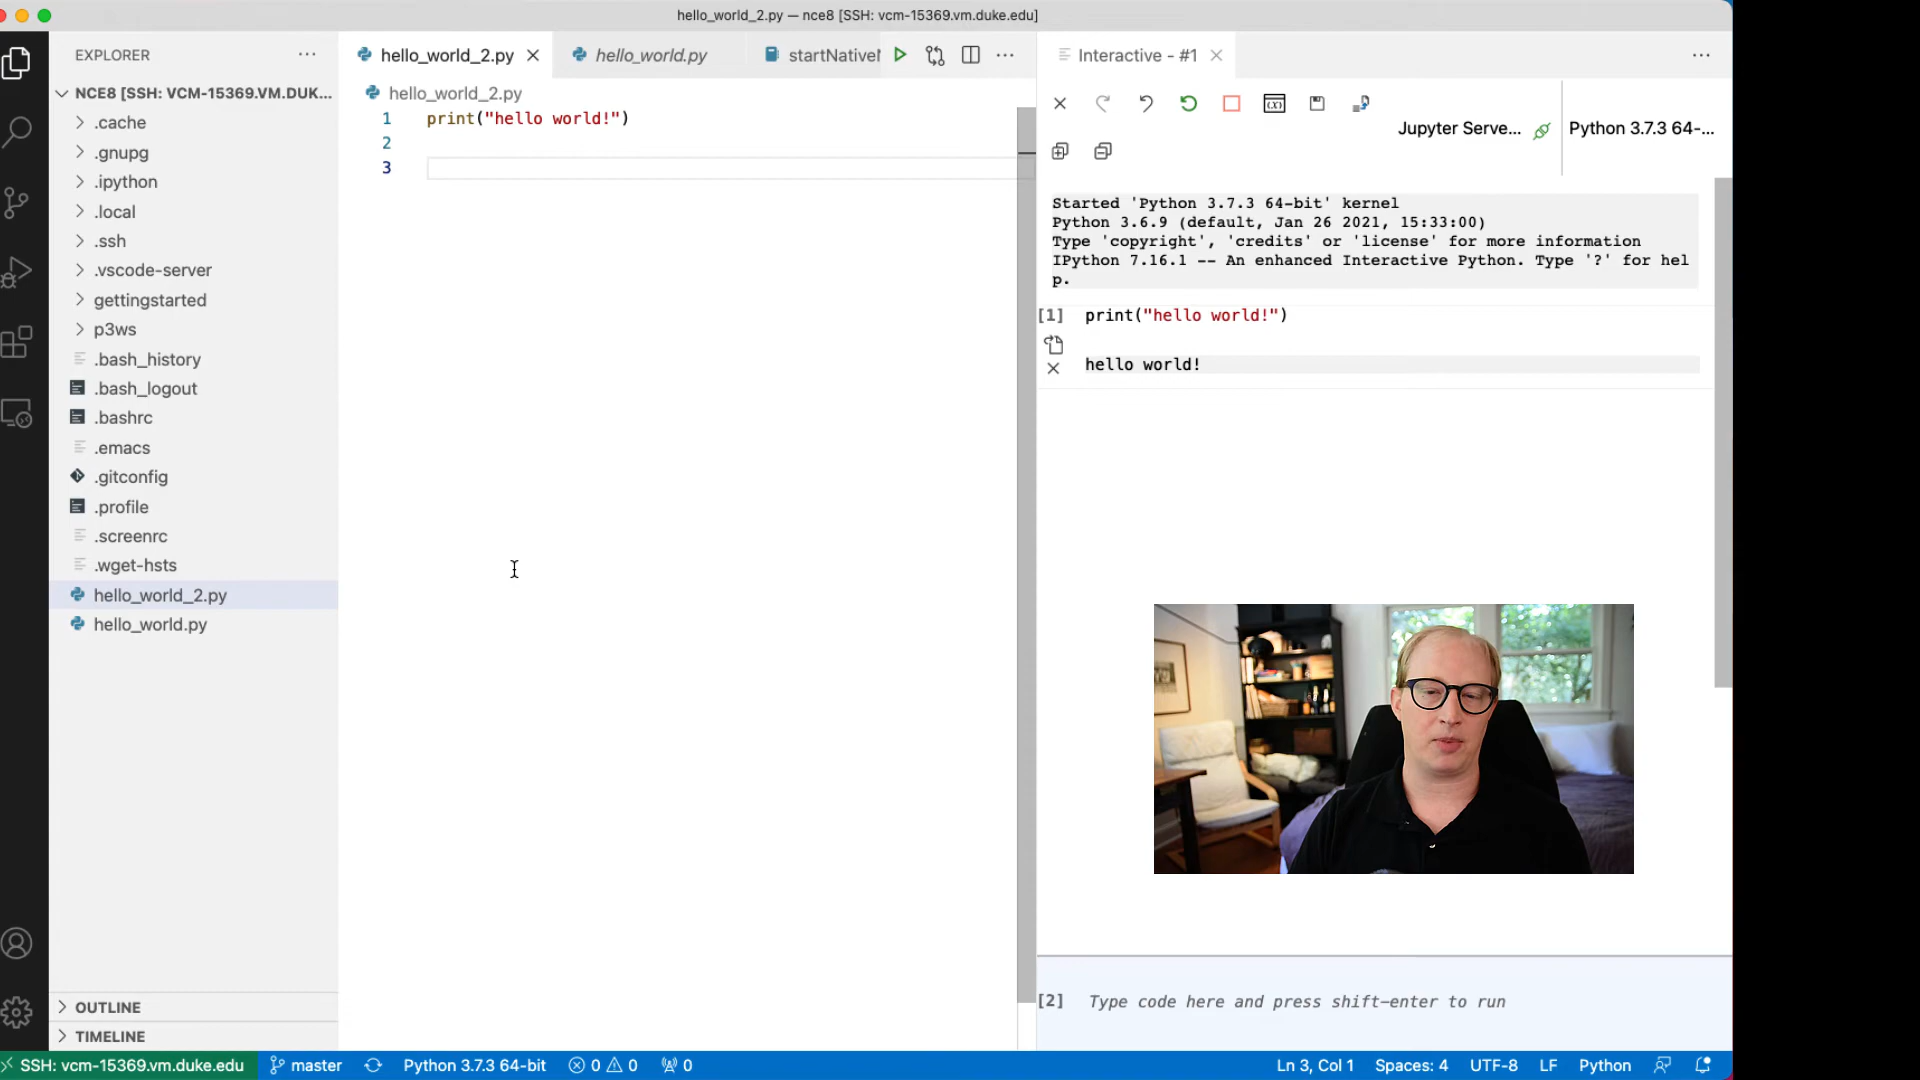 hello_world_2.py — nce8 [SSH: vcm-15369.vm.duke.edu]
EXPLORER
NCE8 [SSH: VCM-15369.VM.DUK...
.cache
.gnupg
.ipython
.local
.ssh
.vscode-server
gettingstarted
p3ws
.bash_history
.bash_logout
.bashrc
.emacs
.gitconfig
.profile
.screenrc
.wget-hsts
hello_world_2.py
hello_world.py
OUTLINE
TIMELINE
hello_world_2.py hello_world.py startNative
hello_world_2.py
1 print("hello world!")
2
3
Interactive - #1
Jupyter Serve... Python 3.7.3 64-...
Started 'Python 3.7.3 64-bit' kernel
Python 3.6.9 (default, Jan 26 2021, 15:33:00)
Type 'copyright', 'credits' or 'license' for more information
IPython 7.16.1 -- An enhanced Interactive Python. Type '?' for hel
p.
[1] print("hello world!")
hello world!
[2] Type code here and press shift-enter to run
SSH: vcm-15369.vm.duke.edu master Python 3.7.3 64-bit 0 0 0 Ln 3, Col 1 Spaces: 4 UTF-8 LF Python